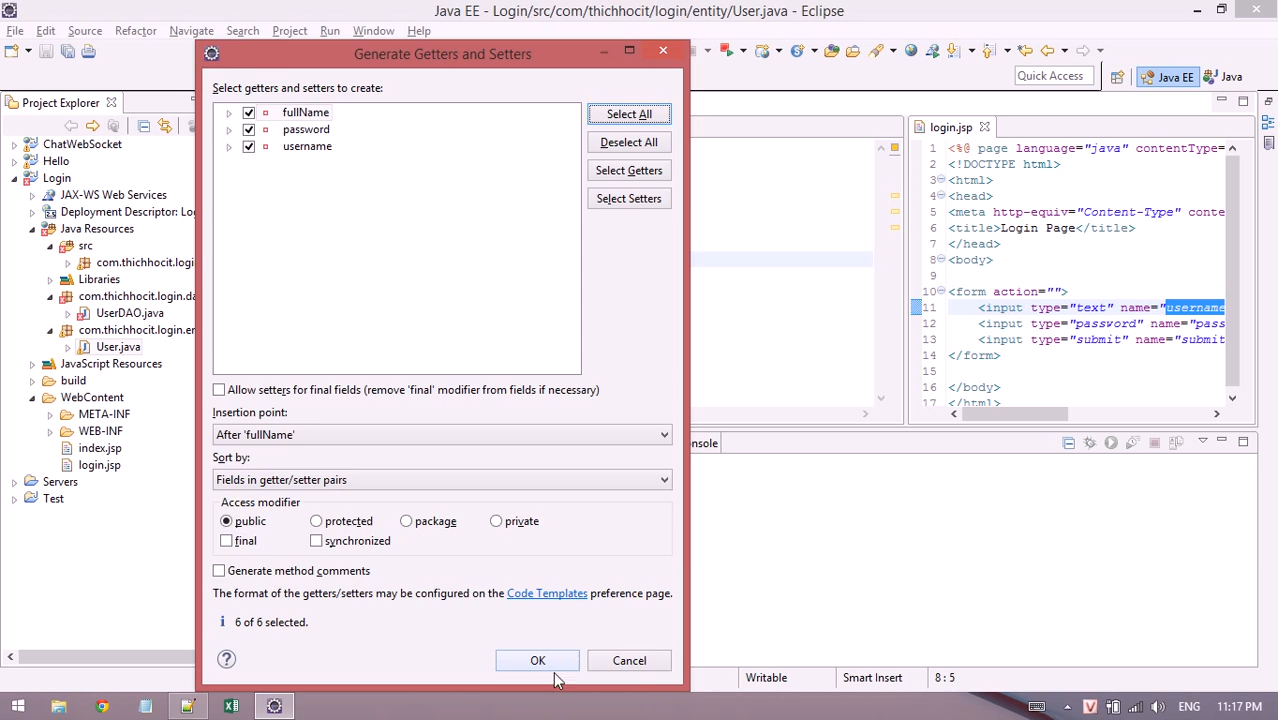 Java EE - Login/src/com/thichhocit/login/entity/User.java - Eclipse
File Edit Source Refactor Navigate Search Project Run Window Help
Quick Access
Java EE
Java
Project Explorer
ChatWebSocket
Hello
Login
JAX-WS Web Services
Deployment Descriptor: Lo
Java Resources
src
com.thichhocit.logi
Libraries
com.thichhocit.login.da
UserDAO.java
com.thichhocit.login.er
User.java
JavaScript Resources
build
WebContent
META-INF
WEB-INF
index.jsp
login.jsp
Servers
Test
Generate Getters and Setters
Select getters and setters to create:
fullName
password
username
Select All
Deselect All
Select Getters
Select Setters
Allow setters for final fields (remove 'final' modifier from fields if necessary)
Insertion point:
After 'fullName'
Sort by:
Fields in getter/setter pairs
Access modifier
public protected package private
final synchronized
Generate method comments
The format of the getters/setters may be configured on the Code Templates preference page.
6 of 6 selected.
OK
Cancel
login.jsp
1 <%@ page language="java" contentType=
2 <!DOCTYPE html>
3 <html>
4 <head>
5 <meta http-equiv="Content-Type" conte
6 <title>Login Page</title>
7 </head>
8 <body>
9
10 <form action="">
11 <input type="text" name="username
12 <input type="password" name="pass
13 <input type="submit" name="submit
14 </form>
15
16 </body>
17 </html>
onsole
Writable
Smart Insert
8 : 5
ENG
11:17 PM